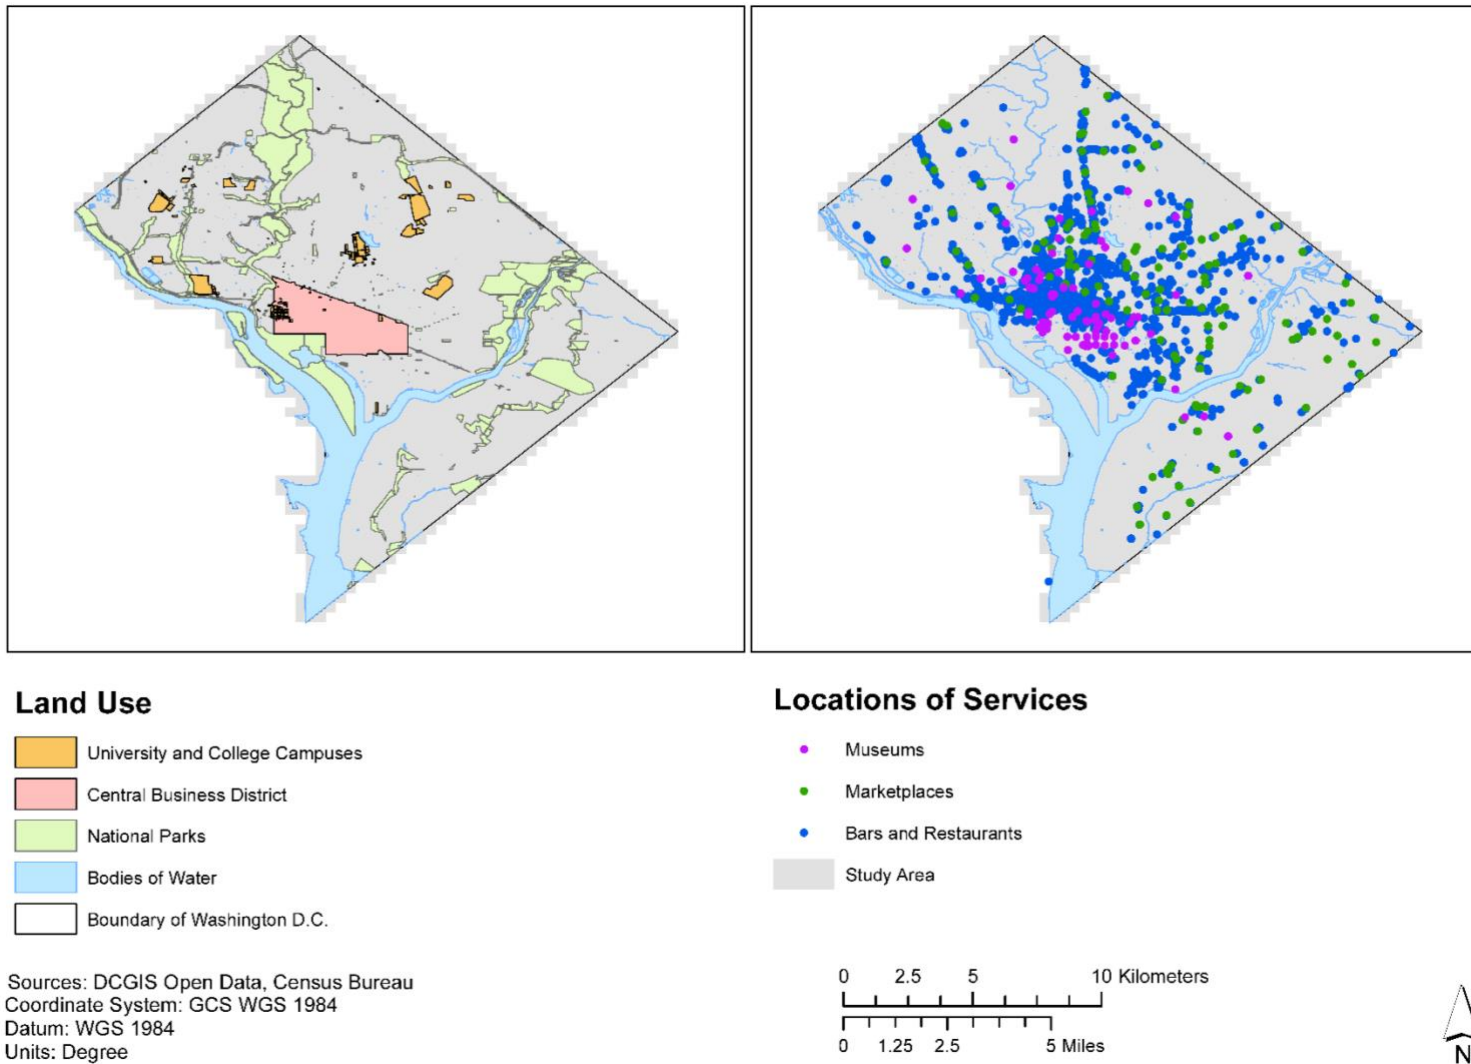 Land Use
University and College Campuses
Central Business District
National Parks
Bodies of Water
Boundary of Washington D.C.
Sources: DCGIS Open Data, Census Bureau
Coordinate System: GCS WGS 1984
Datum: WGS 1984
Units: Degree
Locations of Services
Museums
Marketplaces
Bars and Restaurants
Study Area
0 2.5 5 10 Kilometers
0 1.25 2.5 5 Miles
N